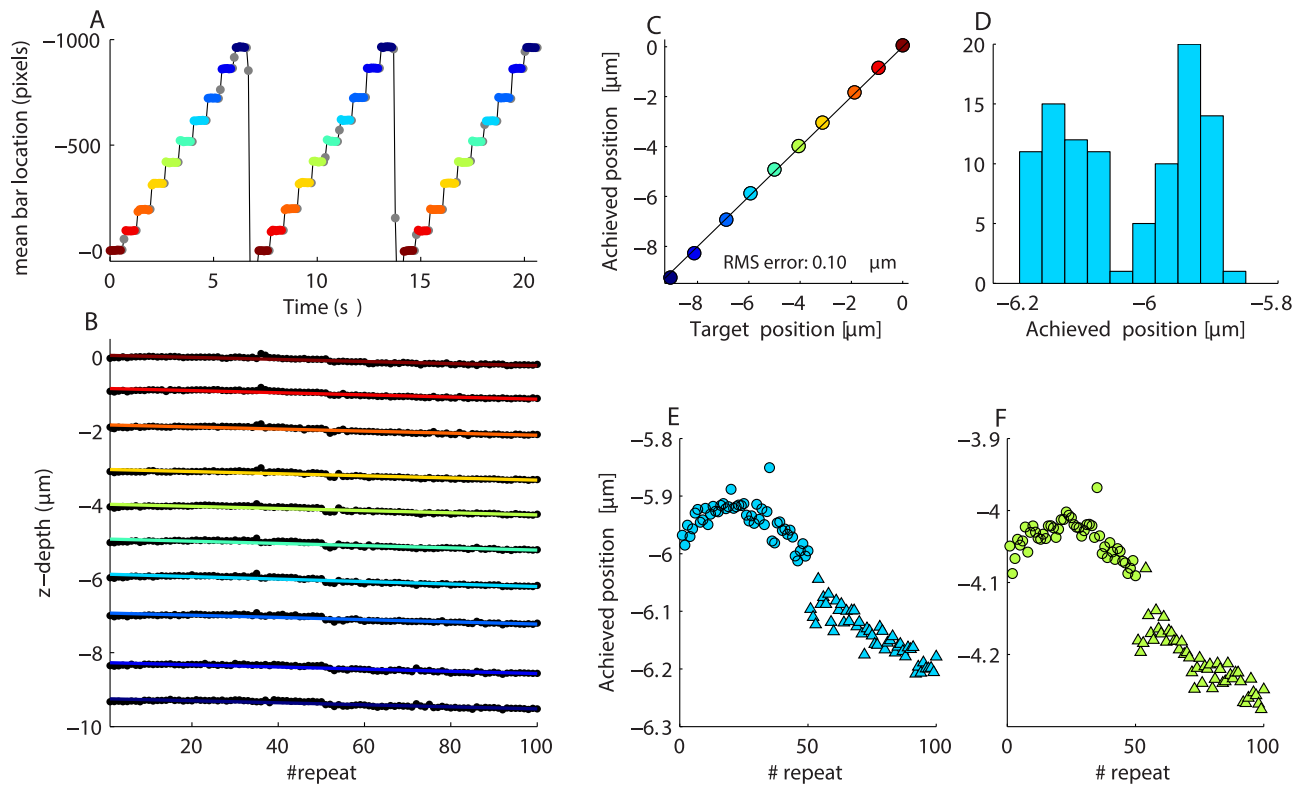 A
mean bar location (pixels)
−1000
−500
−0
0 5 10 15 20
Time (s )
B
z−depth (µm)
0
−2
−4
−6
−8
−10
20 40 60 80 100
#repeat
C
Achieved position [µm]
0
−2
−4
−6
−8
RMS error: 0.10 µm
−8 −6 −4 −2 0
Target position [µm]
D
20
15
10
5
0
−6.2 −6 −5.8
Achieved position [µm]
E
Achieved position [µm]
−5.8
−5.9
−6
−6.1
−6.2
−6.3
0 50 100
# repeat
F
−3.9
−4
−4.1
−4.2
0 50 100
# repeat